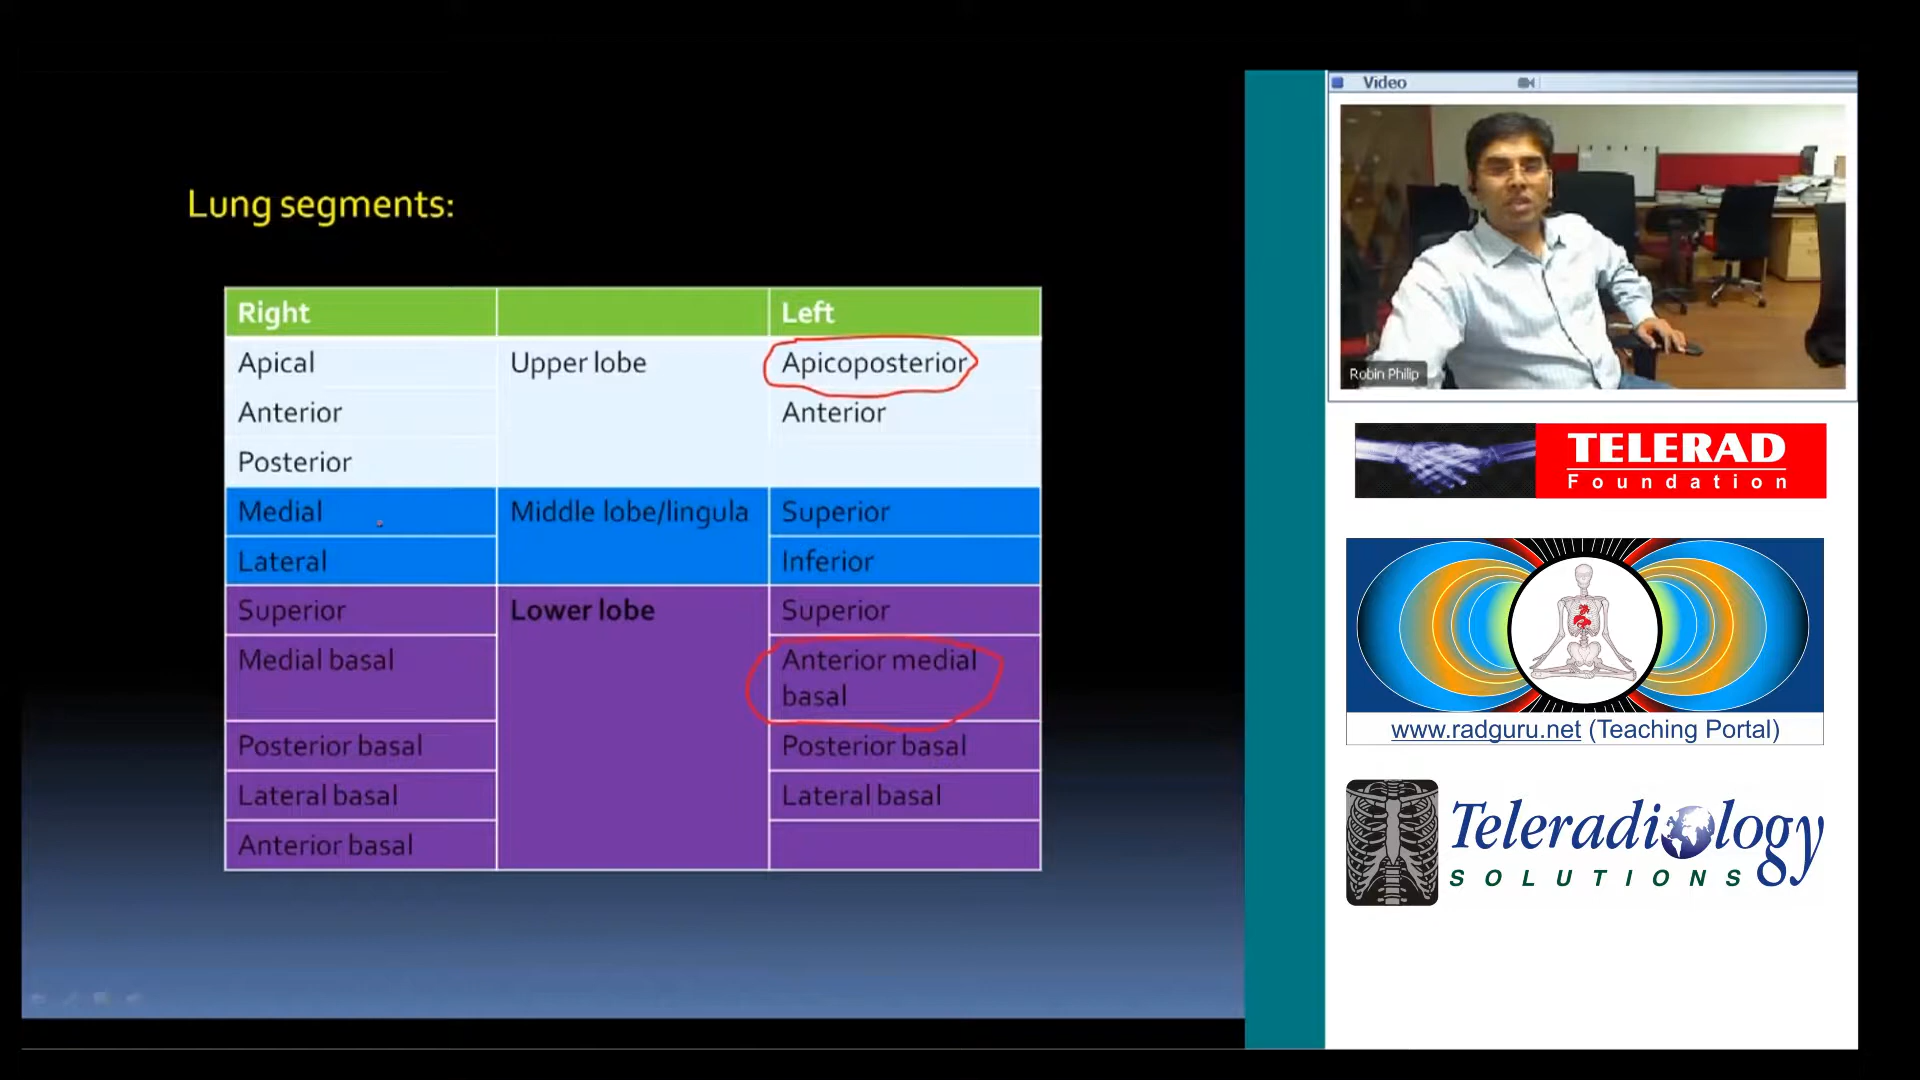 Lung segments:
Right Left
Apical Upper lobe Apicoposterior
Anterior Anterior
Posterior
Medial Middle lobe/lingula Superior
Lateral Inferior
Superior Lower lobe Superior
Medial basal Anterior medial
basal
Posterior basal Posterior basal
Lateral basal Lateral basal
Anterior basal
Video
Robin Philip
TELERAD
Foundation
www.radguru.net (Teaching Portal)
Teleradiology
SOLUTIONS